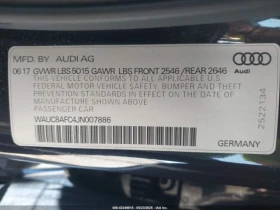 MFD BY: AUDI AG
0617 GVWR LBS 5015 GAWR LBS FRONT 2546 /REAR 2646
THIS VEHICLE CONFORMS TO ALL APPLICABLE
FEDERAL MOTOR VEHICLE SAFETY, BUMPER,
AND THEFT PREVENTION STANDARDS IN
EFFECT ON THE DATE OF MANUFACTURE
SHOWN ABOVE
PASSENGER CAR
WAUC8AFC4JN007886
GERMANY
Audi
2522134